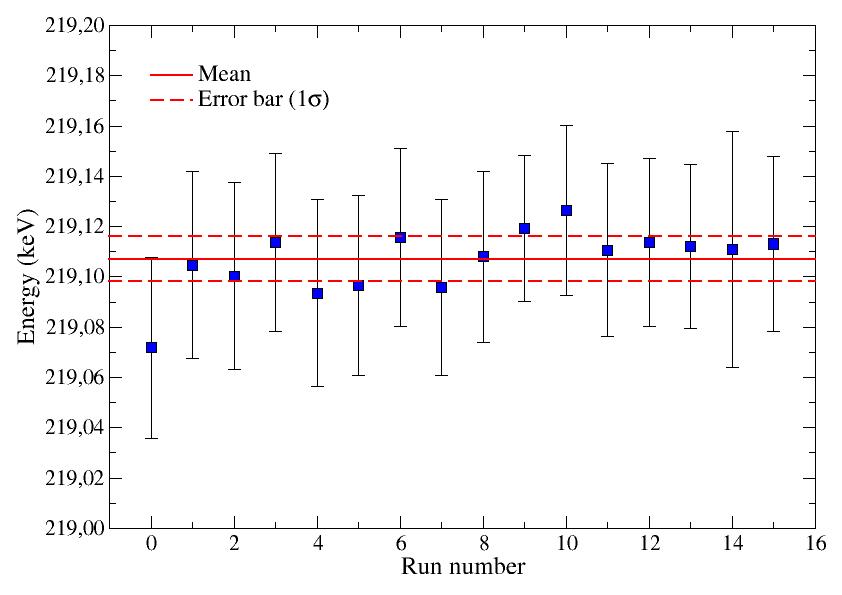 219,20
219,18
219,16
219,14
219,12
219,10
219,08
219,06
219,04
219,02
219,00
Energy (keV)
Mean
Error bar (1σ)
0 2 4 6 8 10 12 14 16
Run number